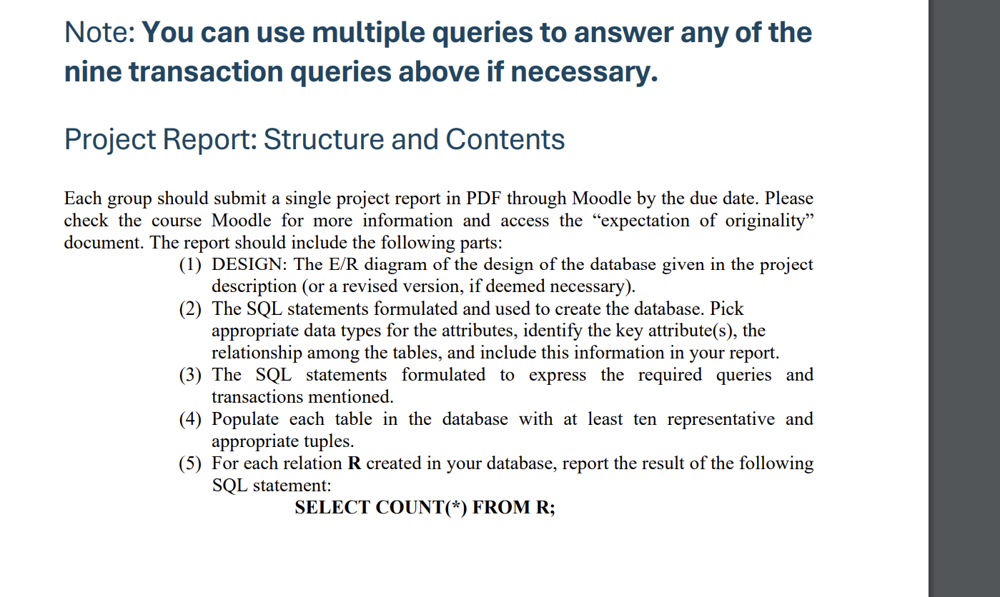 Note: You can use multiple queries to answer any of the
nine transaction queries above if necessary.
Project Report: Structure and Contents
Each group should submit a single project report in PDF through Moodle by the due date. Please
check the course Moodle for more information and access the “expectation of originality”
document. The report should include the following parts:
(1) DESIGN: The E/R diagram of the design of the database given in the project
description (or a revised version, if deemed necessary).
(2) The SQL statements formulated and used to create the database. Pick
appropriate data types for the attributes, identify the key attribute(s), the
relationship among the tables, and include this information in your report.
(3) The SQL statements formulated to express the required queries and
transactions mentioned.
(4) Populate each table in the database with at least ten representative and
appropriate tuples.
(5) For each relation R created in your database, report the result of the following
SQL statement:
SELECT COUNT(*) FROM R;